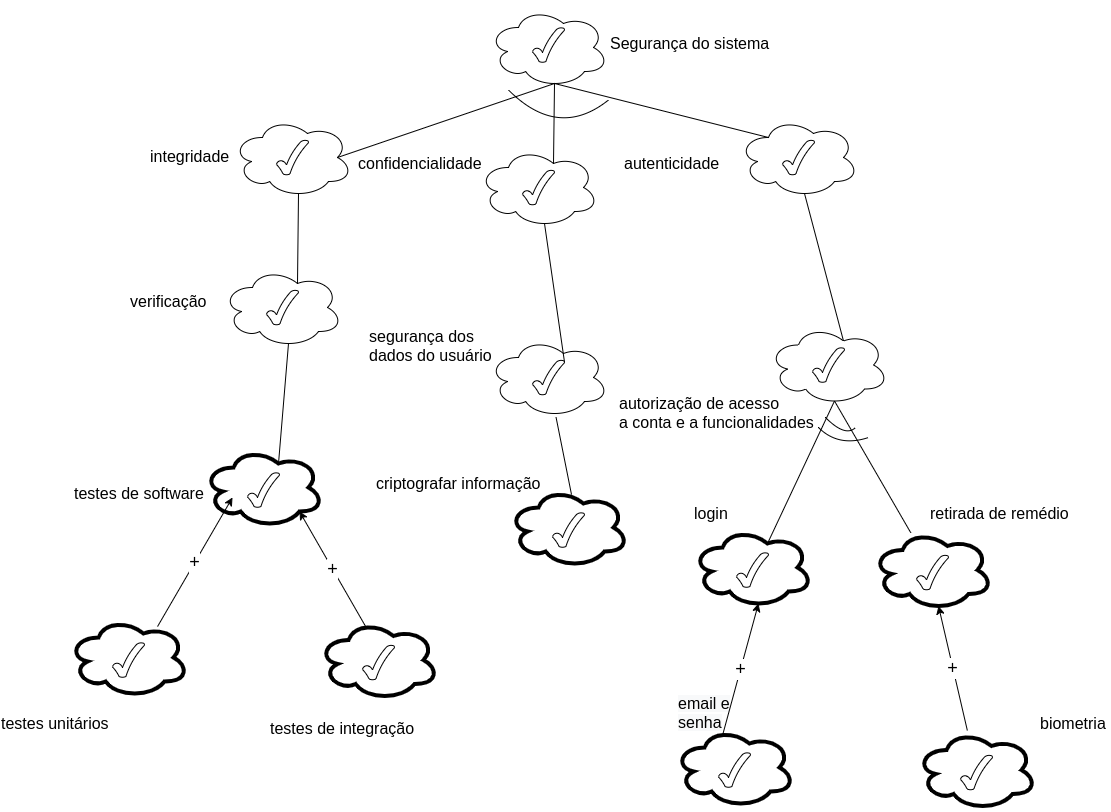 Segurança do sistema
integridade
confidencialidade
autenticidade
verificação
segurança dos
dados do usuário
autorização de acesso
a conta e a funcionalidades
criptografar informação
testes de software
login
retirada de remédio
+
+
+
+
email e
senha
testes unitários
testes de integração
biometria